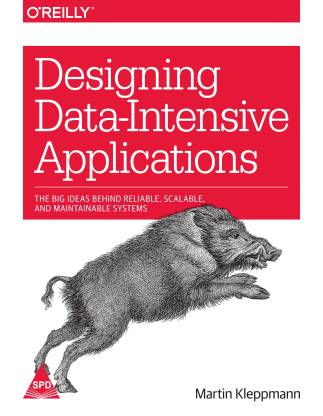 O'REILLY®
Designing
Data-Intensive
Applications
THE BIG IDEAS BEHIND RELIABLE, SCALABLE,
AND MAINTAINABLE SYSTEMS
SPD
Martin Kleppmann